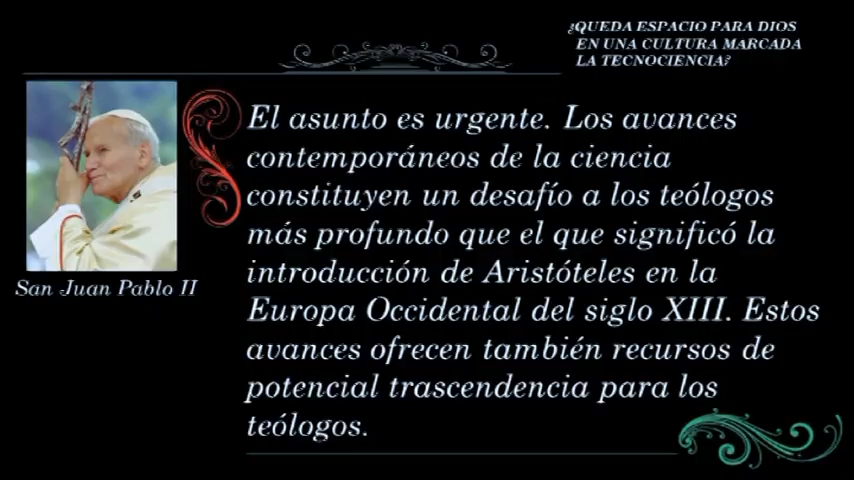 ¿QUEDA ESPACIO PARA DIOS
EN UNA CULTURA MARCADA
LA TECNOCIENCIA?
El asunto es urgente. Los avances
contemporáneos de la ciencia
constituyen un desafío a los teólogos
más profundo que el que significó la
introducción de Aristóteles en la
Europa Occidental del siglo XIII. Estos
avances ofrecen también recursos de
potencial trascendencia para los
teólogos.
San Juan Pablo II